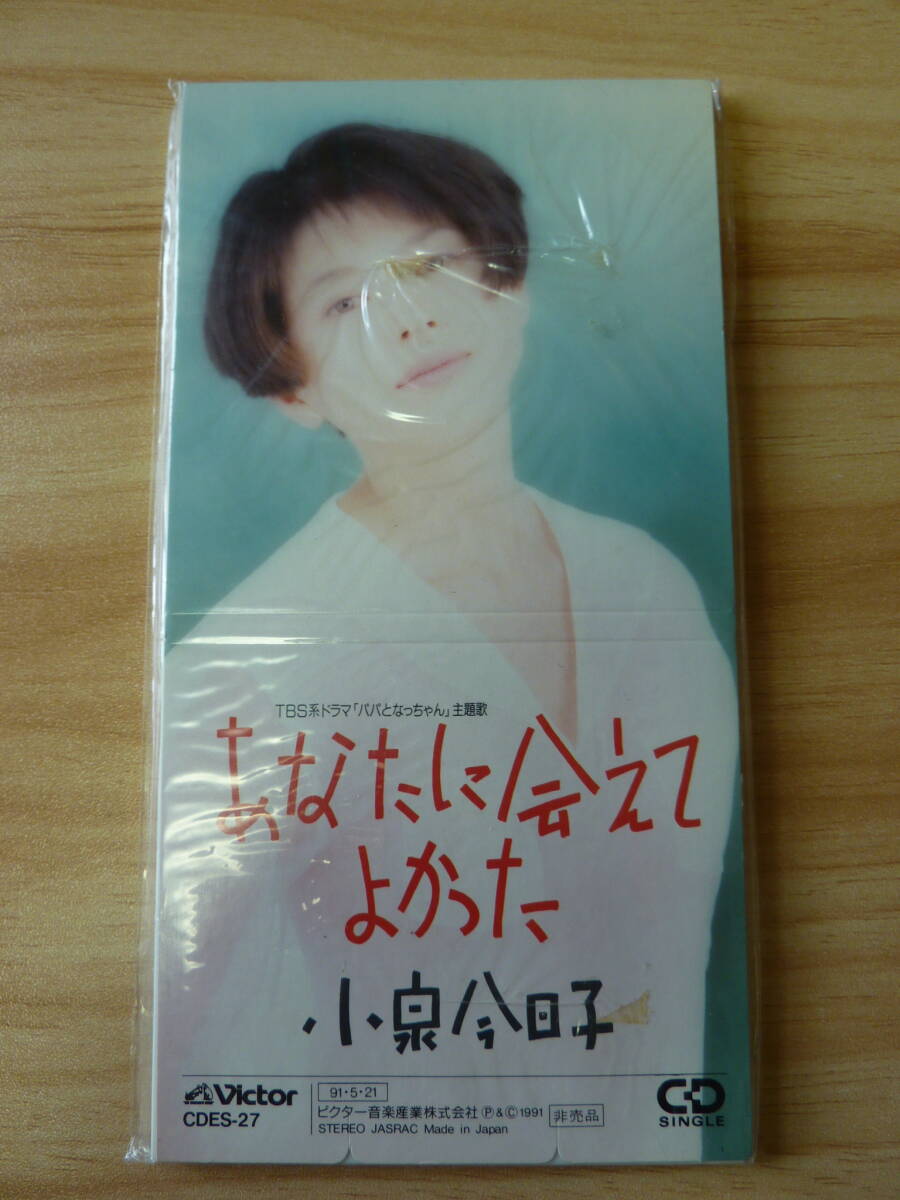 TBS系ドラマ「パパとなっちゃん」主題歌
あなたに会えて
よかった
小泉今日子
Victor
CDES-27
91・5・21
ビクター音楽産業株式会社 Ⓟ&Ⓒ1991
非売品
STEREO JASRAC Made in Japan
CD
SINGLE